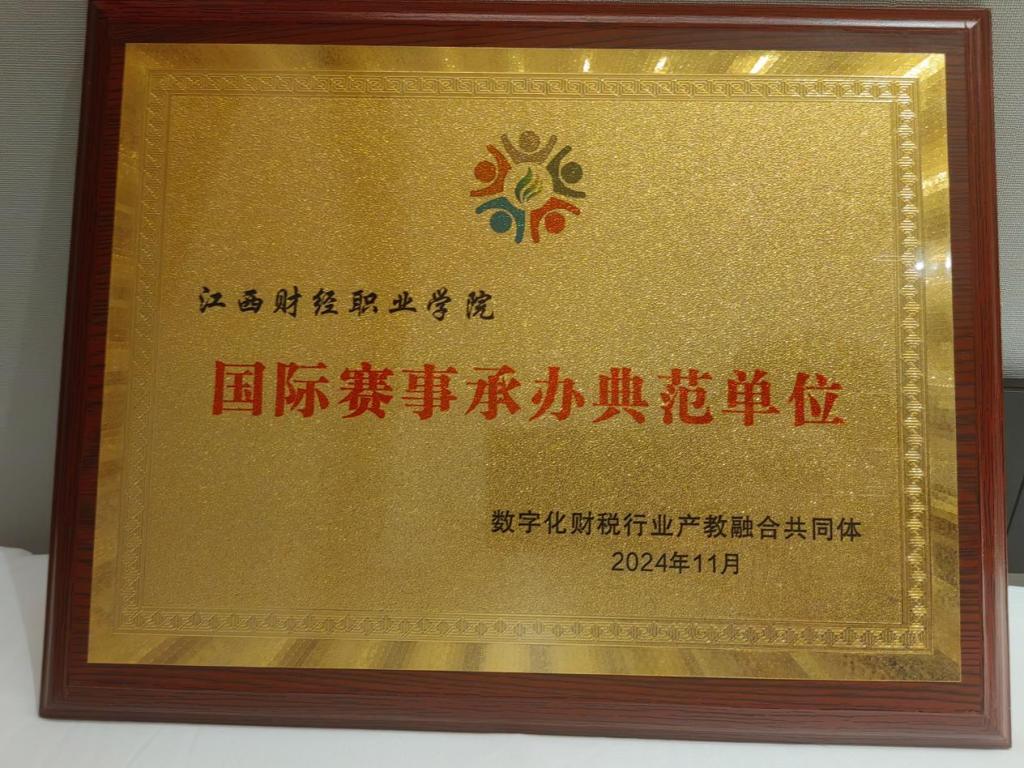 江西财经职业学院
国际赛事承办典范单位
数字化财税行业产教融合共同体
2024年11月